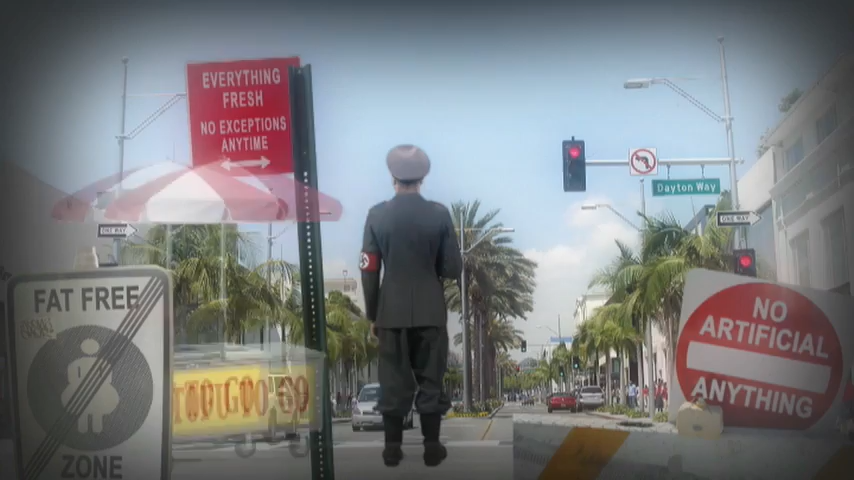 EVERYTHING
FRESH
NO EXCEPTIONS
ANYTIME
Dayton Way
ONE WAY
ONE WAY
FAT FREE
ZONE
NO
ARTIFICIAL
ANYTHING